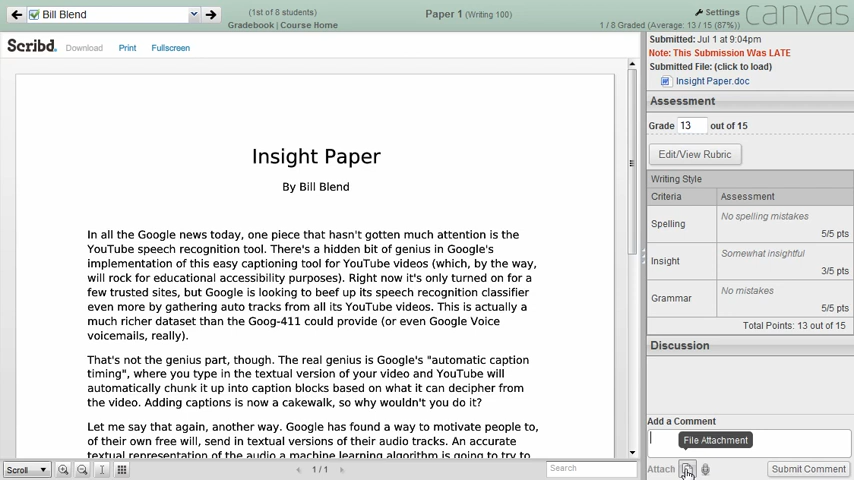 Bill Blend
(1st of 8 students)
Gradebook | Course Home
Paper 1 (Writing 100)
Settings
1 / 8 Graded (Average: 13 / 15 (87%))
canvas
Scribd.
Download
Print
Fullscreen
Insight Paper
By Bill Blend
In all the Google news today, one piece that hasn't gotten much attention is the
YouTube speech recognition tool. There's a hidden bit of genius in Google's
implementation of this easy captioning tool for YouTube videos (which, by the way,
will rock for educational accessibility purposes). Right now it's only turned on for a
few trusted sites, but Google is looking to beef up its speech recognition classifier
even more by gathering auto tracks from all its YouTube videos. This is actually a
much richer dataset than the Goog-411 could provide (or even Google Voice
voicemails, really).
That's not the genius part, though. The real genius is Google's "automatic caption
timing", where you type in the textual version of your video and YouTube will
automatically chunk it up into caption blocks based on what it can decipher from
the video. Adding captions is now a cakewalk, so why wouldn't you do it?
Let me say that again, another way. Google has found a way to motivate people to,
of their own free will, send in textual versions of their audio tracks. An accurate
textual representation of the audio a machine learning algorithm is going to try to
Scroll
1 / 1
Search
Submitted: Jul 1 at 9:04pm
Note: This Submission Was LATE
Submitted File: (click to load)
Insight Paper.doc
Assessment
Grade 13 out of 15
Edit/View Rubric
Writing Style
Criteria Assessment
Spelling
No spelling mistakes
5/5 pts
Insight
Somewhat insightful
3/5 pts
Grammar
No mistakes
5/5 pts
Total Points: 13 out of 15
Discussion
Add a Comment
File Attachment
Attach
Submit Comment